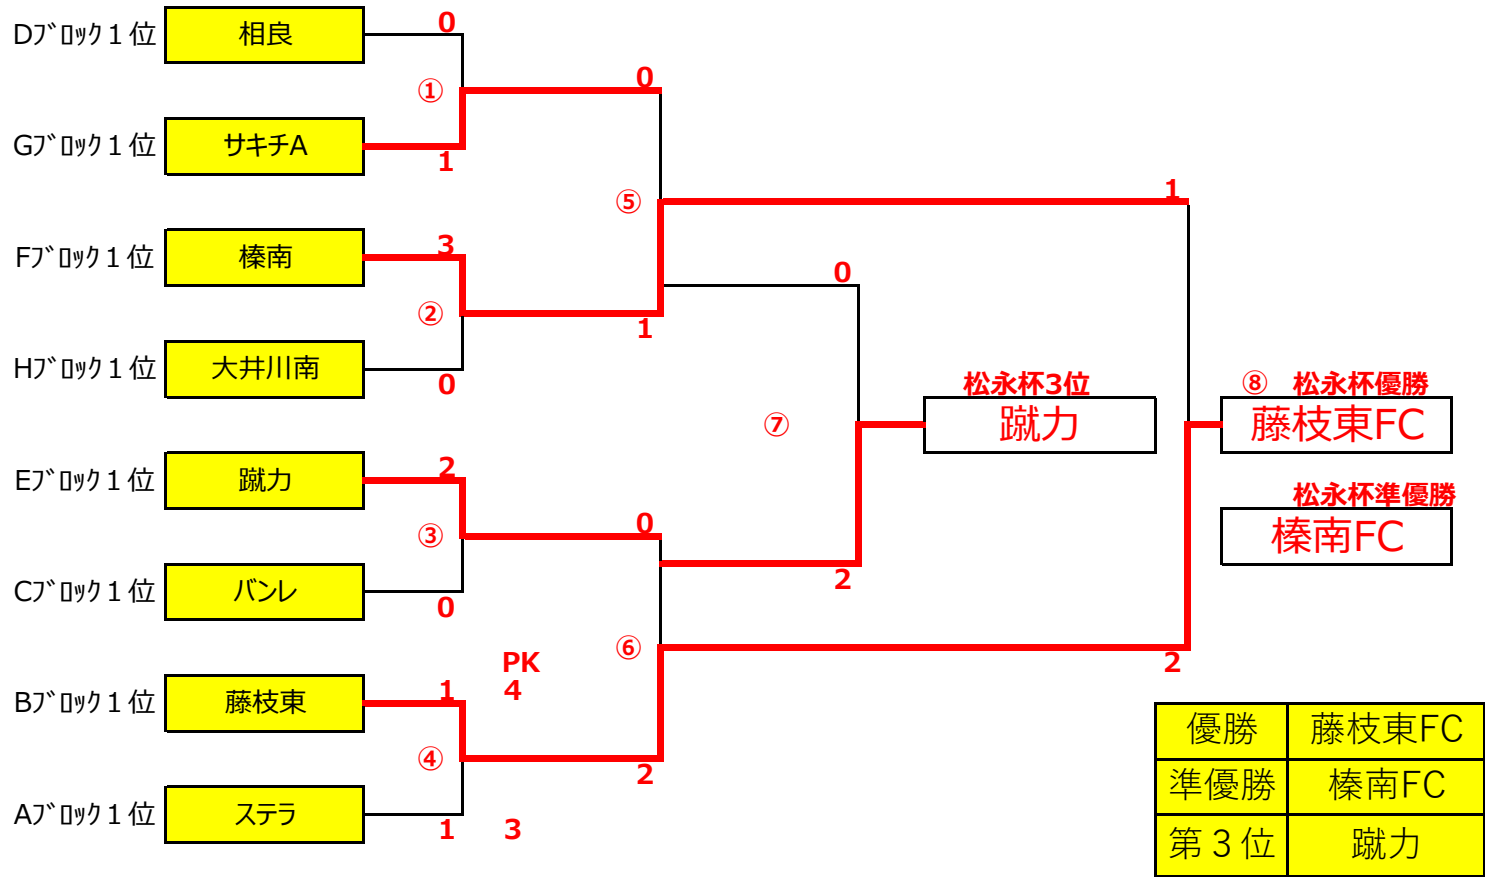 Dﾌﾞﾛｯｸ１位 相良 0
① 0
Gﾌﾞﾛｯｸ１位 サキチA 1
⑤ 1
Fﾌﾞﾛｯｸ１位 榛南 3
0
② 1
Hﾌﾞﾛｯｸ１位 大井川南 0
松永杯3位 ⑧ 松永杯優勝
⑦ 蹴力 藤枝東FC
Eﾌﾞﾛｯｸ１位 蹴力 2
松永杯準優勝
③ 0 榛南FC
Cﾌﾞﾛｯｸ１位 バンレ 0
2
⑥ 2
PK
Bﾌﾞﾛｯｸ１位 藤枝東 1 4
④ 2
Aﾌﾞﾛｯｸ１位 ステラ 1 3
優勝 藤枝東FC
準優勝 榛南FC
第３位 蹴力